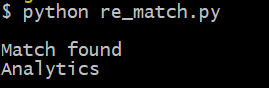 $ python re_match.py
Match found
Analytics